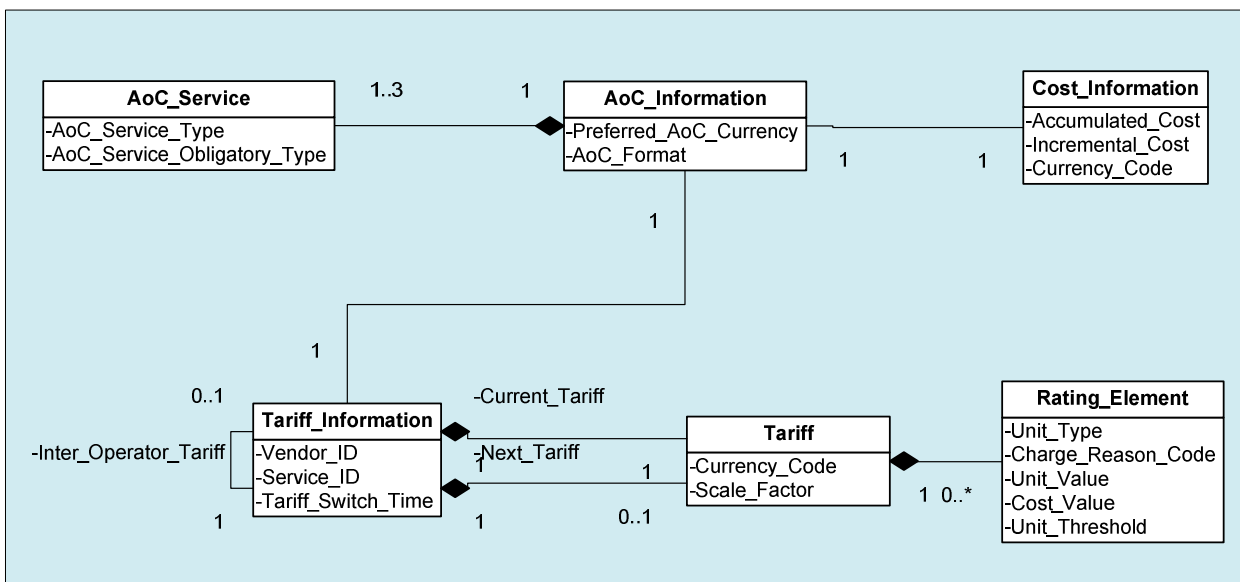 AoC_Service
-AoC_Service_Type
-AoC_Service_Obligatory_Type
1..3
1
AoC_Information
-Preferred_AoC_Currency
-AoC_Format
1
1
Cost_Information
-Accumulated_Cost
-Incremental_Cost
-Currency_Code
1
1
0..1
-Inter_Operator_Tariff
1
Tariff_Information
-Vendor_ID
-Service_ID
-Tariff_Switch_Time
-Current_Tariff
-Next_Tariff
1
1
1
0..1
Tariff
-Currency_Code
-Scale_Factor
1
0..*
Rating_Element
-Unit_Type
-Charge_Reason_Code
-Unit_Value
-Cost_Value
-Unit_Threshold